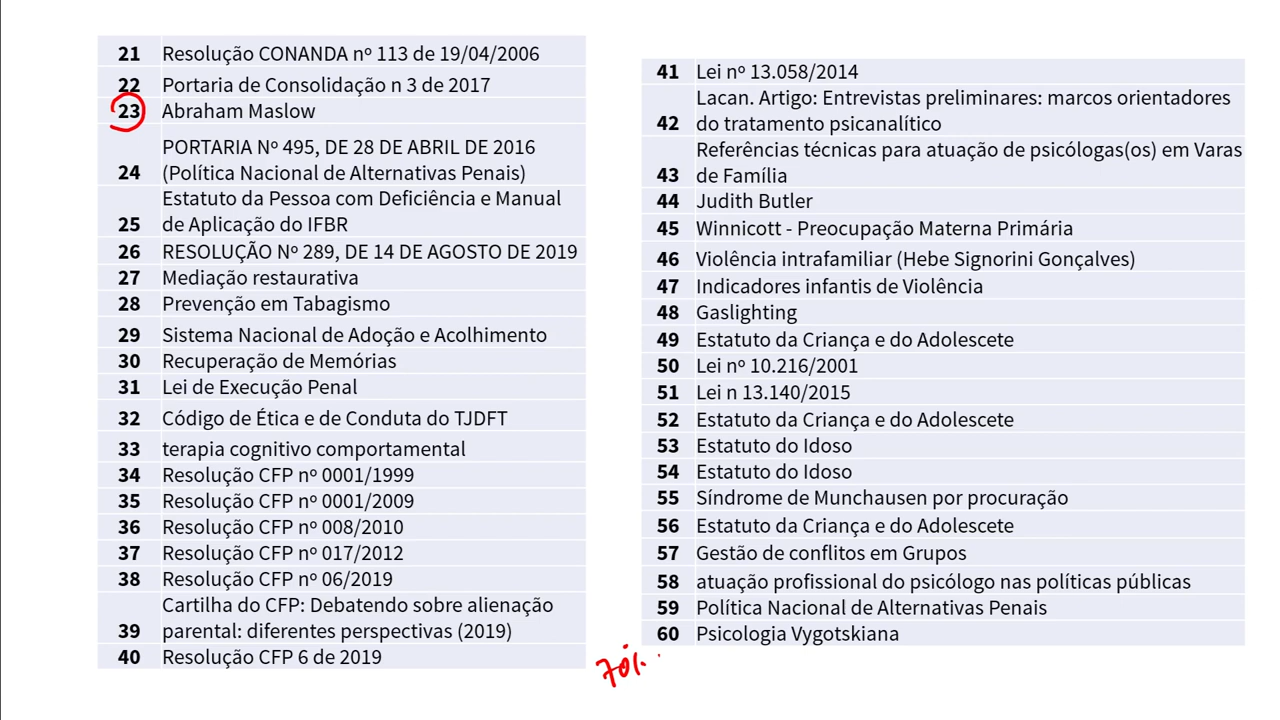 21 Resolução CONANDA nº 113 de 19/04/2006
22 Portaria de Consolidação n 3 de 2017
23 Abraham Maslow
PORTARIA Nº 495, DE 28 DE ABRIL DE 2016
24 (Política Nacional de Alternativas Penais)
Estatuto da Pessoa com Deficiência e Manual
25 de Aplicação do IFBR
26 RESOLUÇÃO Nº 289, DE 14 DE AGOSTO DE 2019
27 Mediação restaurativa
28 Prevenção em Tabagismo
29 Sistema Nacional de Adoção e Acolhimento
30 Recuperação de Memórias
31 Lei de Execução Penal
32 Código de Ética e de Conduta do TJDFT
33 terapia cognitivo comportamental
34 Resolução CFP nº 0001/1999
35 Resolução CFP nº 0001/2009
36 Resolução CFP nº 008/2010
37 Resolução CFP nº 017/2012
38 Resolução CFP nº 06/2019
Cartilha do CFP: Debatendo sobre alienação
39 parental: diferentes perspectivas (2019)
40 Resolução CFP 6 de 2019
41 Lei nº 13.058/2014
Lacan. Artigo: Entrevistas preliminares: marcos orientadores
42 do tratamento psicanalítico
Referências técnicas para atuação de psicólogas(os) em Varas
43 de Família
44 Judith Butler
45 Winnicott - Preocupação Materna Primária
46 Violência intrafamiliar (Hebe Signorini Gonçalves)
47 Indicadores infantis de Violência
48 Gaslighting
49 Estatuto da Criança e do Adolescete
50 Lei nº 10.216/2001
51 Lei n 13.140/2015
52 Estatuto da Criança e do Adolescete
53 Estatuto do Idoso
54 Estatuto do Idoso
55 Síndrome de Munchausen por procuração
56 Estatuto da Criança e do Adolescete
57 Gestão de conflitos em Grupos
58 atuação profissional do psicólogo nas políticas públicas
59 Política Nacional de Alternativas Penais
60 Psicologia Vygotskiana
70%